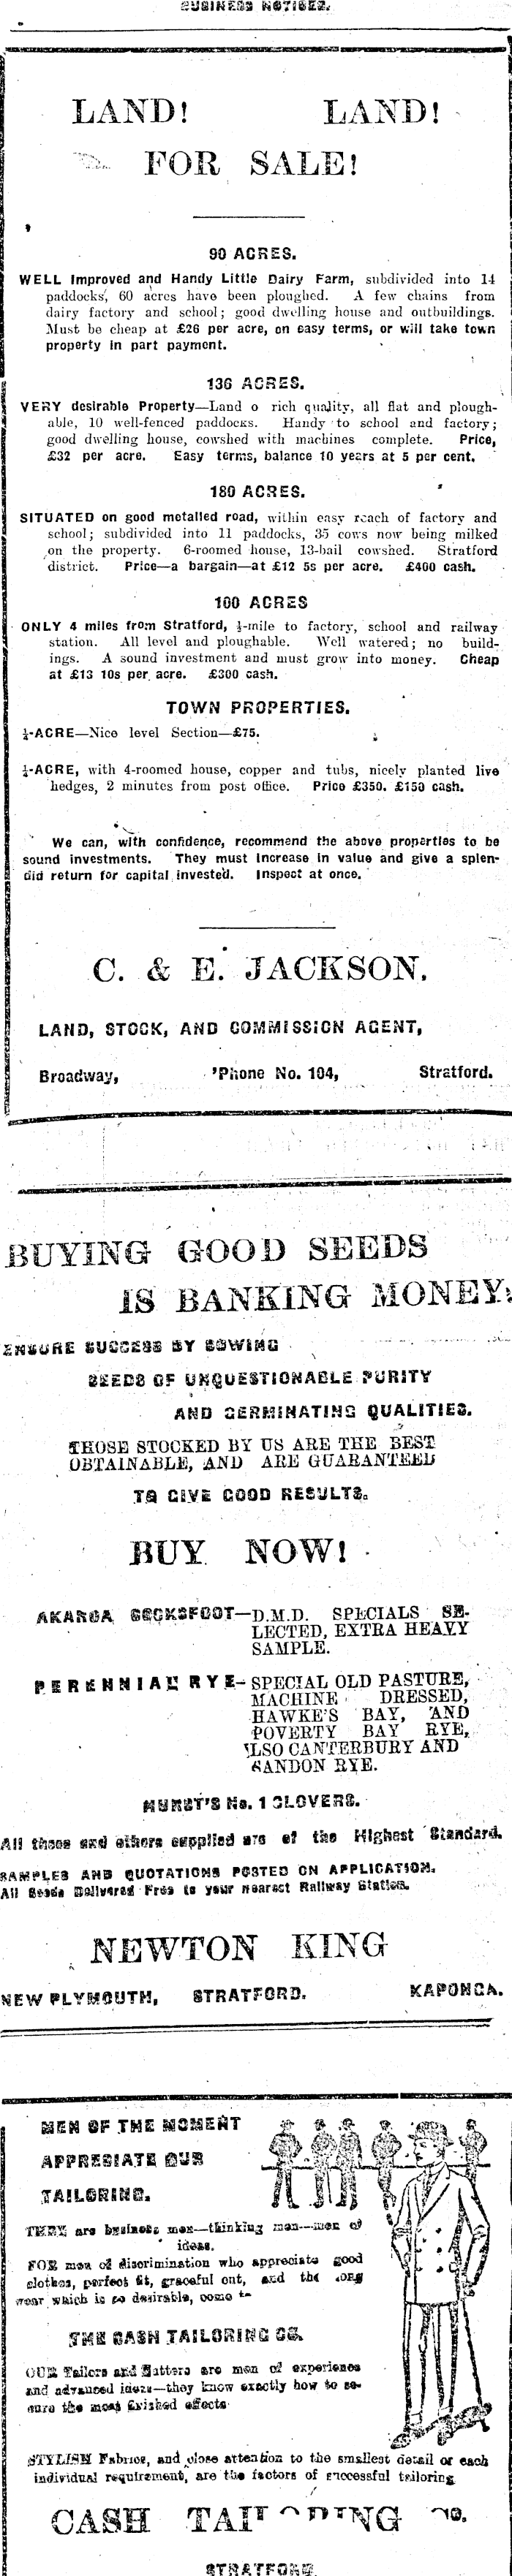 BUSINESS NOTICES.
LAND! LAND!
FOR SALE!
90 ACRES.
WELL Improved and Handy Little Dairy Farm, subdivided into 14
paddocks, 60 acres have been ploughed. A few chains from
dairy factory and school; good dwelling house and outbuildings.
Must be cheap at £26 per acre, on easy terms, or will take town
property in part payment.
136 ACRES.
VERY desirable Property—Land o rich quality, all flat and plough-
able, 10 well-fenced paddocks. Handy to school and factory;
good dwelling house, cowshed with machines complete. Price,
£32 per acre. Easy terms, balance 10 years at 5 per cent.
180 ACRES.
SITUATED on good metalled road, within easy reach of factory and
school; subdivided into 11 paddocks, 35 cows now being milked
on the property. 6-roomed house, 13-bail cowshed. Stratford
district. Price—a bargain—at £12 5s per acre. £400 cash.
100 ACRES
ONLY 4 miles from Stratford, ½-mile to factory, school and railway
station. All level and ploughable. Well watered; no build-
ings. A sound investment and must grow into money. Cheap
at £13 10s per acre. £300 cash.
TOWN PROPERTIES.
¼-ACRE—Nice level Section—£75.
¼-ACRE, with 4-roomed house, copper and tubs, nicely planted live
hedges, 2 minutes from post office. Price £350. £150 cash.
We can, with confidence, recommend the above properties to be
sound investments. They must increase in value and give a splen-
did return for capital invested. Inspect at once.
C. & E. JACKSON.
LAND, STOCK, AND COMMISSION AGENT,
Broadway, 'Phone No. 104, Stratford.
BUYING GOOD SEEDS
IS BANKING MONEY:
ENSURE SUCCESS BY SOWING
SEEDS OF UNQUESTIONABLE PURITY
AND GERMINATING QUALITIES.
THOSE STOCKED BY US ARE THE BEST
OBTAINABLE, AND ARE GUARANTEED
TO GIVE GOOD RESULTS.
BUY NOW!
AKAROA COCKSFOOT—D.M.D. SPECIALS SE-
LECTED, EXTRA HEAVY
SAMPLE.
PERENNIAL RYE—SPECIAL OLD PASTURE,
MACHINE DRESSED,
HAWKE'S BAY, AND
POVERTY BAY RYE,
ALSO CANTERBURY AND
SANDON RYE.
HURST'S No. 1 CLOVERS.
All these and others supplied are of the Highest Standard.
SAMPLES AND QUOTATIONS POSTED ON APPLICATION.
All Seeds Delivered Free to your nearest Railway Station.
NEWTON KING
NEW PLYMOUTH, STRATFORD. KAPONGA.
MEN OF THE MOMENT
APPRECIATE OUR
TAILORING.
THEY are business men—thinking men—men of
ideas.
FOR men of discrimination who appreciate good
clothes, perfect fit, graceful cut, and the long
wear which is so desirable, come to
THE CASH TAILORING CO.
OUR Tailors and Hatters are men of experience
and advanced ideas—they know exactly how to se-
cure the most finished effects
STYLISH Fabrics, and close attention to the smallest detail or each
individual requirement, are the factors of successful tailoring
CASH TAILORING CO.
STRATFORD.